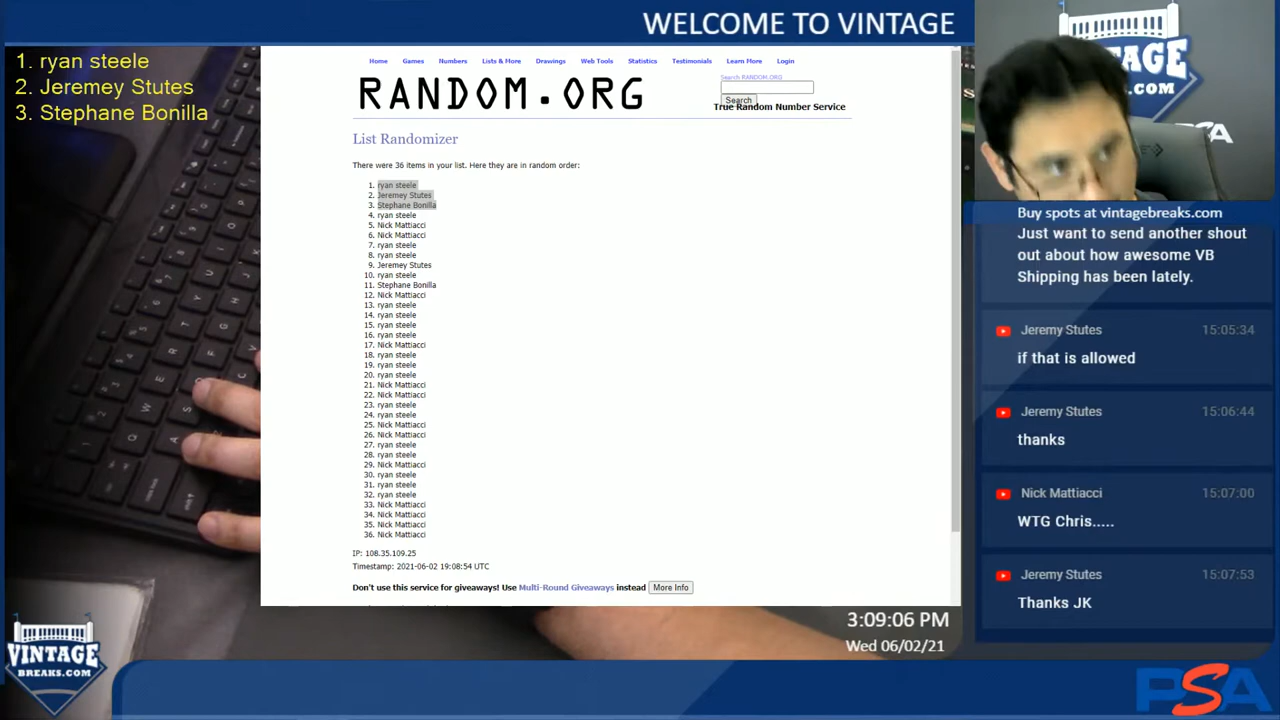 WELCOME TO VINTAGE
1. ryan steele
2. Jeremey Stutes
3. Stephane Bonilla
Home Games Numbers Lists & More Drawings Web Tools Statistics Testimonials Learn More Login
RANDOM.ORG
Search RANDOM.ORG
Search
True Random Number Service
List Randomizer
There were 36 items in your list. Here they are in random order:
1. ryan steele
2. Jeremey Stutes
3. Stephane Bonilla
4. ryan steele
5. Nick Mattiacci
6. Nick Mattiacci
7. ryan steele
8. ryan steele
9. Jeremey Stutes
10. ryan steele
11. Stephane Bonilla
12. Nick Mattiacci
13. ryan steele
14. ryan steele
15. ryan steele
16. ryan steele
17. Nick Mattiacci
18. ryan steele
19. ryan steele
20. ryan steele
21. Nick Mattiacci
22. Nick Mattiacci
23. ryan steele
24. ryan steele
25. Nick Mattiacci
26. Nick Mattiacci
27. ryan steele
28. ryan steele
29. Nick Mattiacci
30. ryan steele
31. ryan steele
32. ryan steele
33. Nick Mattiacci
34. Nick Mattiacci
35. Nick Mattiacci
36. Nick Mattiacci
IP: 108.35.109.25
Timestamp: 2021-06-02 19:08:54 UTC
Don't use this service for giveaways! Use Multi-Round Giveaways instead More Info
3:09:06 PM
Wed 06/02/21
VINTAGE
BREAKS.COM
Buy spots at vintagebreaks.com
Just want to send another shout
out about how awesome VB
Shipping has been lately.
Jeremy Stutes 15:05:34
if that is allowed
Jeremy Stutes 15:06:44
thanks
Nick Mattiacci 15:07:00
WTG Chris.....
Jeremy Stutes 15:07:53
Thanks JK
PSA